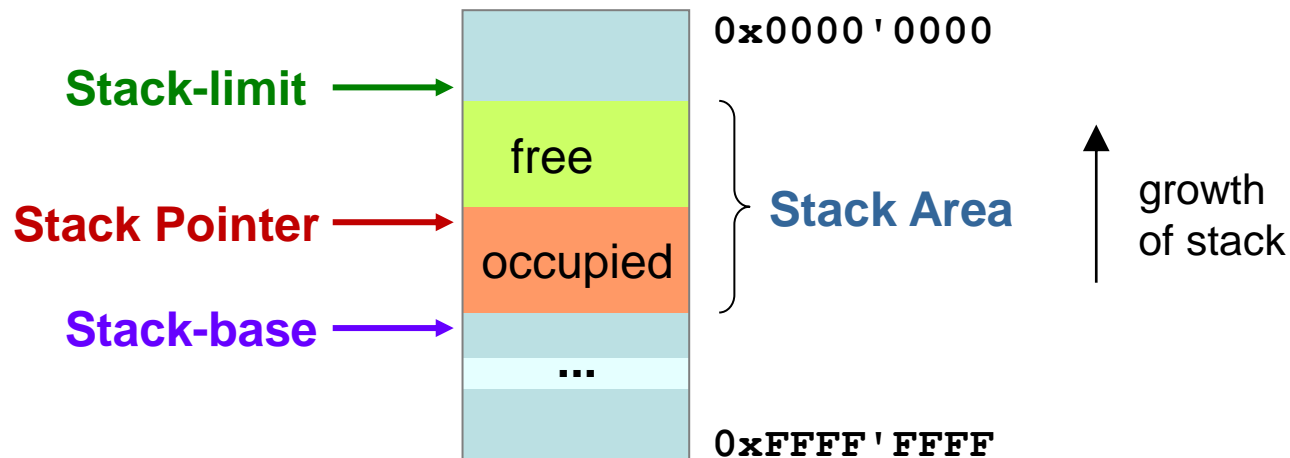 0x0000'0000
Stack-limit
free
Stack Pointer
Stack Area
growth
of stack
occupied
Stack-base
...
0xFFFF'FFFF